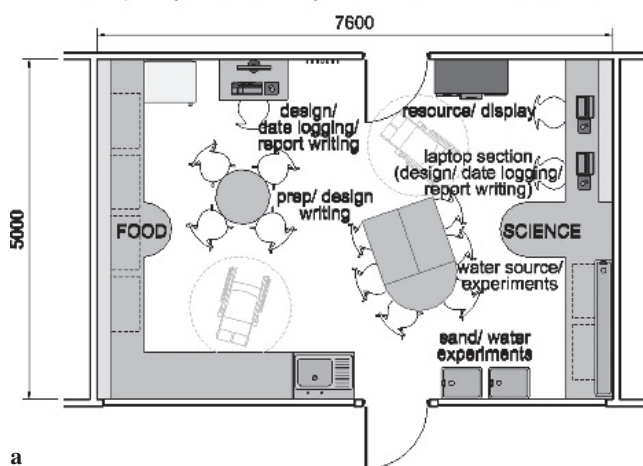 7600
5000
design/
date logging/
report writing
resource/ display
laptop section
(design/ date logging/
report writing)
prep/ design
writing
FOOD
SCIENCE
water source/
experiments
sand/ water
experiments
a